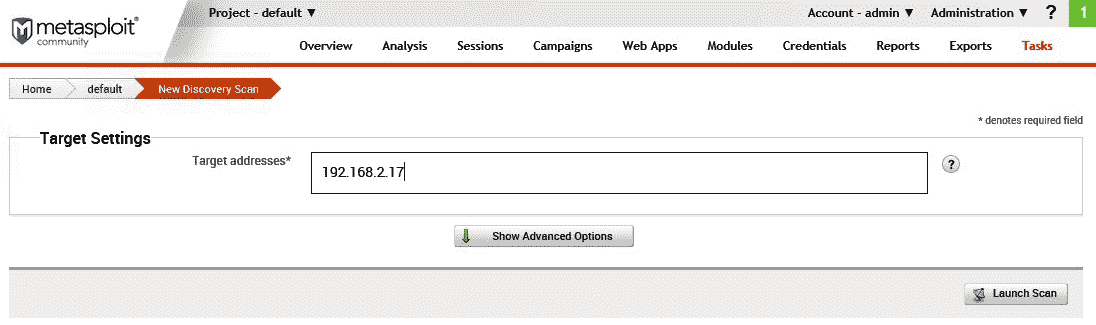 metasploit®
community
Project - default ▼
Account - admin ▼
Administration ▼
?
1
Overview
Analysis
Sessions
Campaigns
Web Apps
Modules
Credentials
Reports
Exports
Tasks
Home
default
New Discovery Scan
* denotes required field
Target Settings
Target addresses*
192.168.2.17
?
Show Advanced Options
Launch Scan